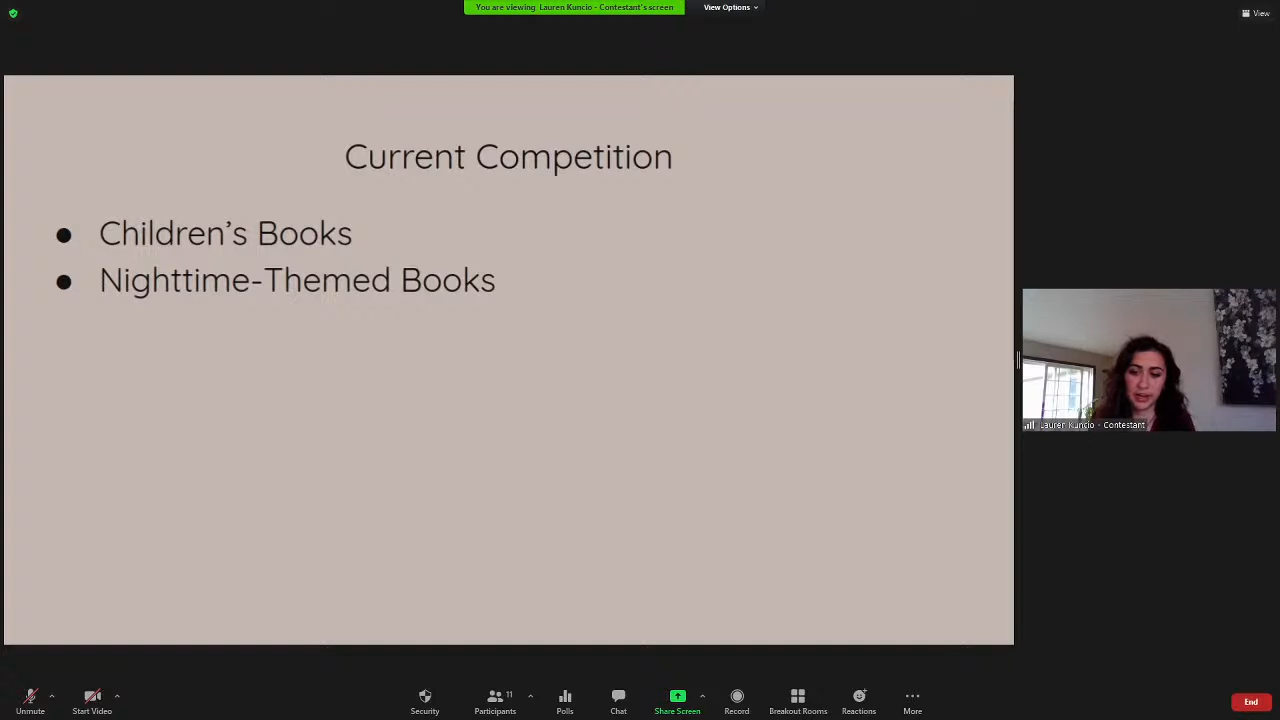 You are viewing Lauren Kuncio - Contestant's screen
View Options
View
Current Competition
● Children’s Books
● Nighttime-Themed Books
Lauren Kuncio - Contestant
11
Unmute
Start Video
Security
Participants
Polls
Chat
Share Screen
Record
Breakout Rooms
Reactions
More
End